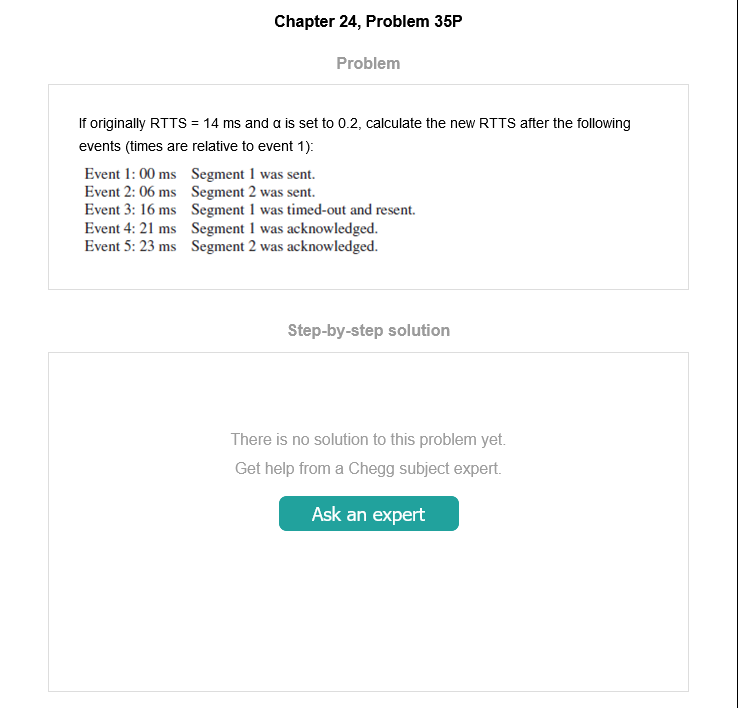 Chapter 24, Problem 35P
Problem
If originally RTTS = 14 ms and α is set to 0.2, calculate the new RTTS after the following
events (times are relative to event 1):
Event 1: 00 ms Segment 1 was sent.
Event 2: 06 ms Segment 2 was sent.
Event 3: 16 ms Segment 1 was timed-out and resent.
Event 4: 21 ms Segment 1 was acknowledged.
Event 5: 23 ms Segment 2 was acknowledged.
Step-by-step solution
There is no solution to this problem yet.
Get help from a Chegg subject expert.
Ask an expert